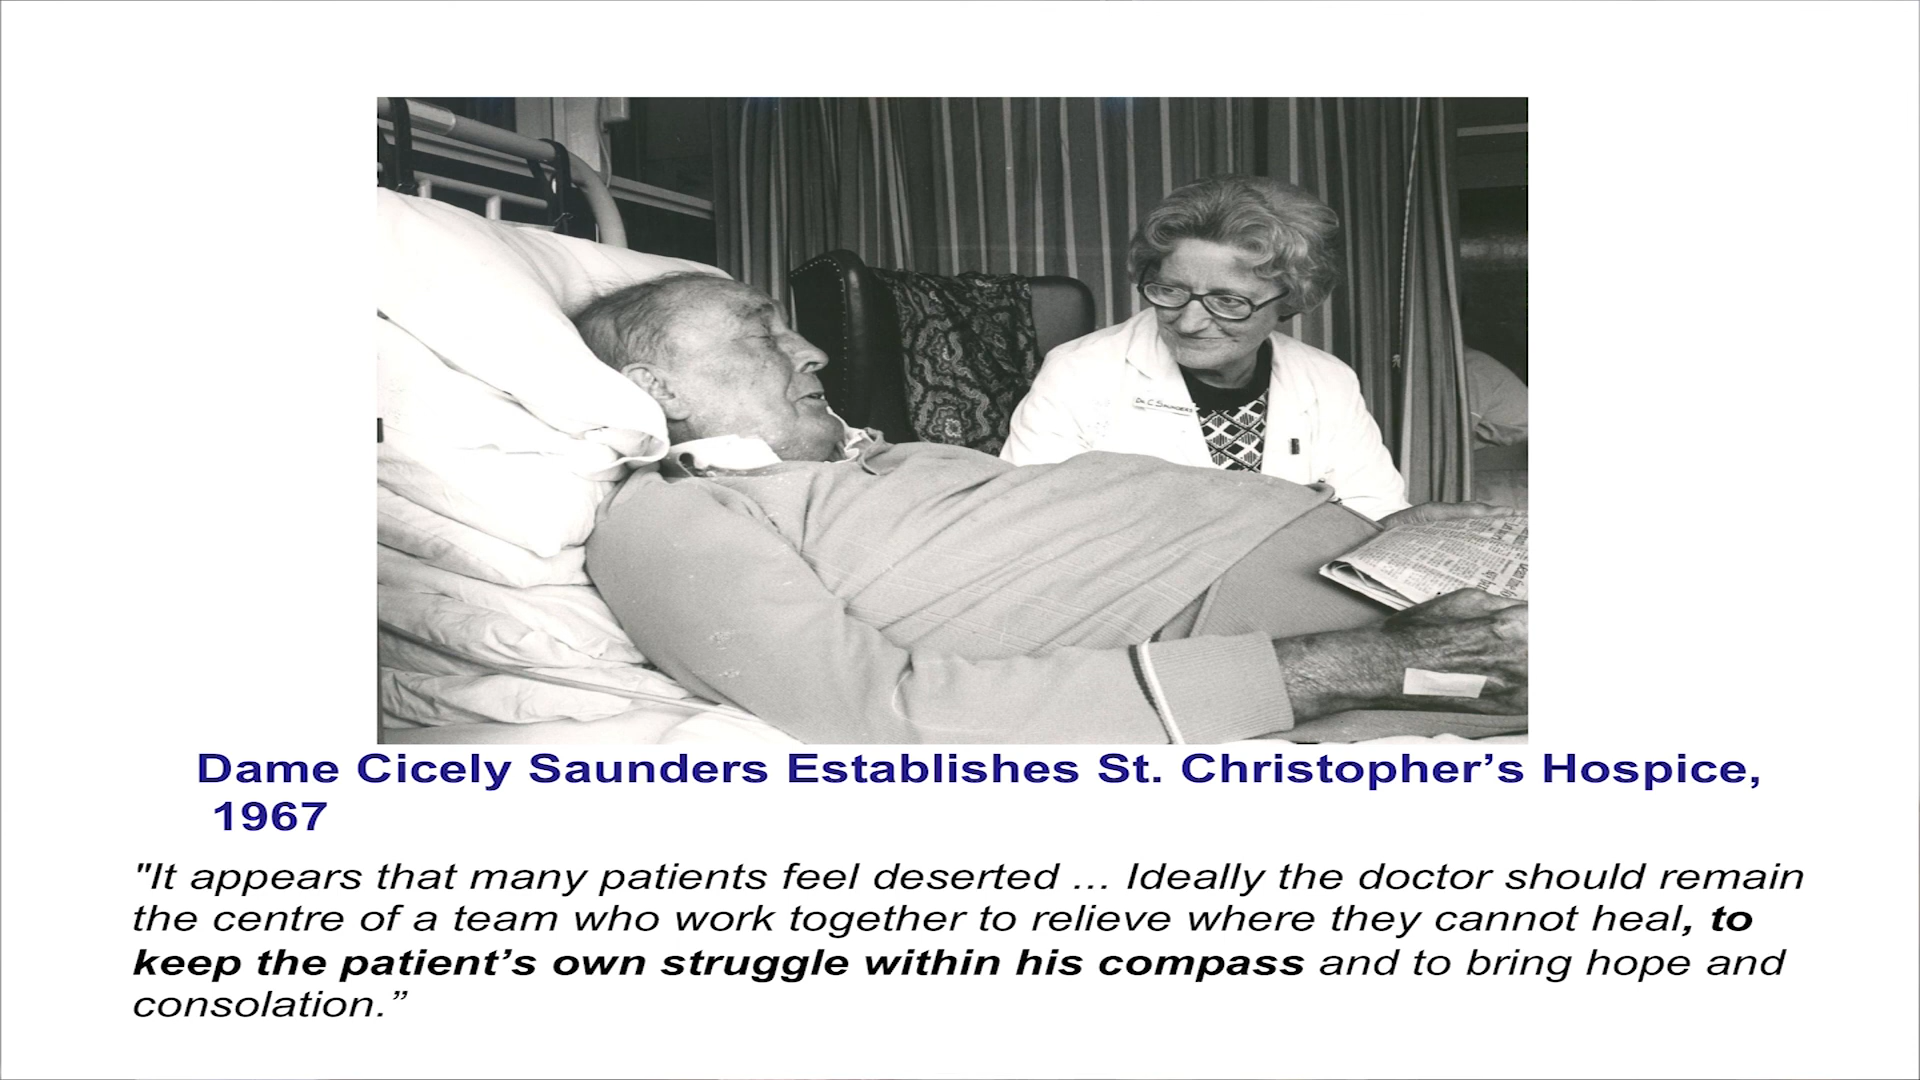 Dr C. SAUNDERS
Dame Cicely Saunders Establishes St. Christopher’s Hospice,
1967
"It appears that many patients feel deserted ... Ideally the doctor should remain
the centre of a team who work together to relieve where they cannot heal, to
keep the patient’s own struggle within his compass and to bring hope and
consolation.”